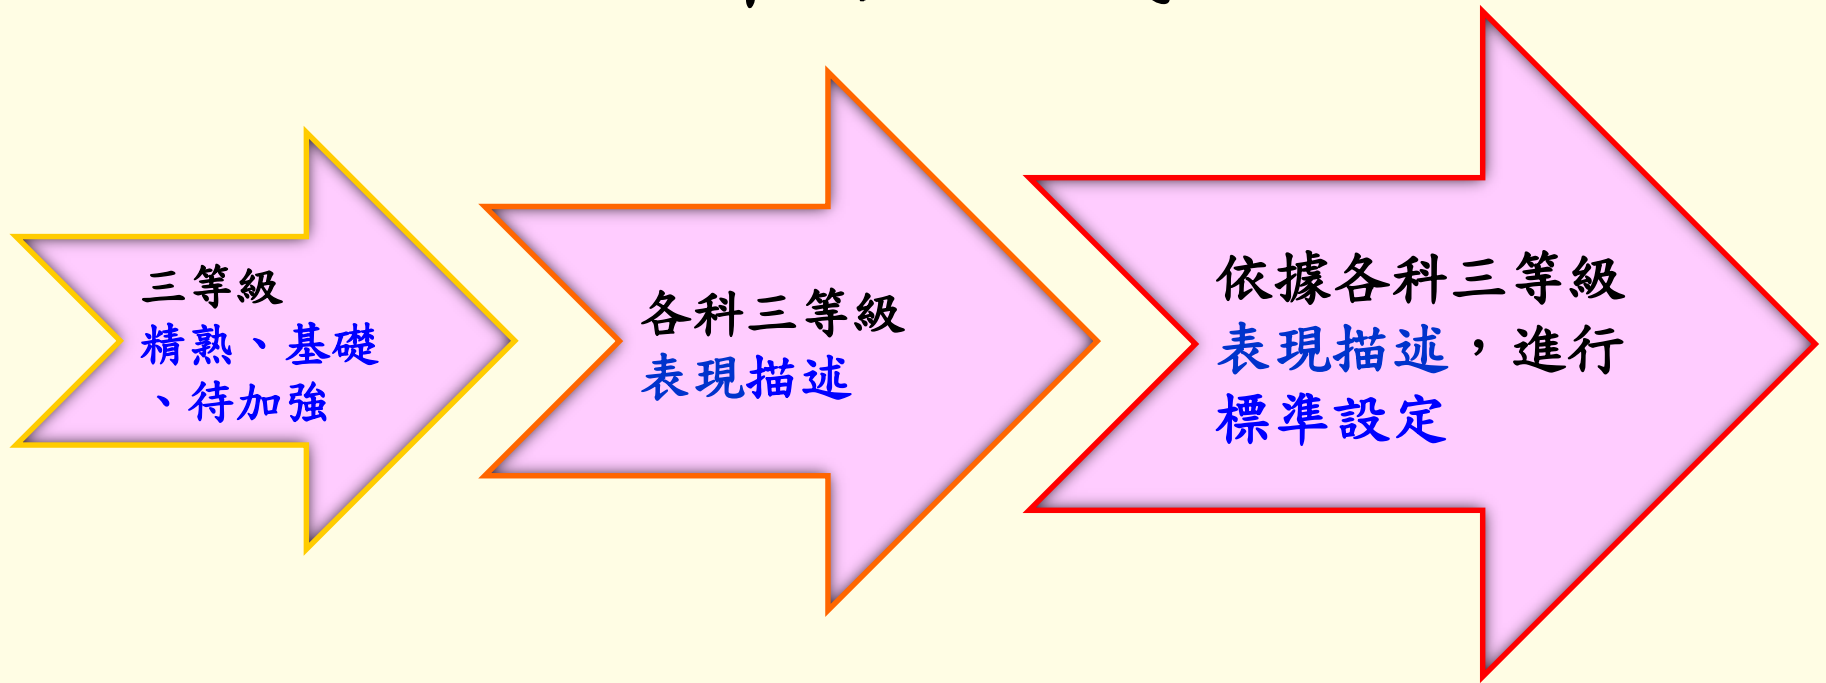 三等級
精熟、基礎
、待加強
各科三等級
表現描述
依據各科三等級
表現描述，進行
標準設定